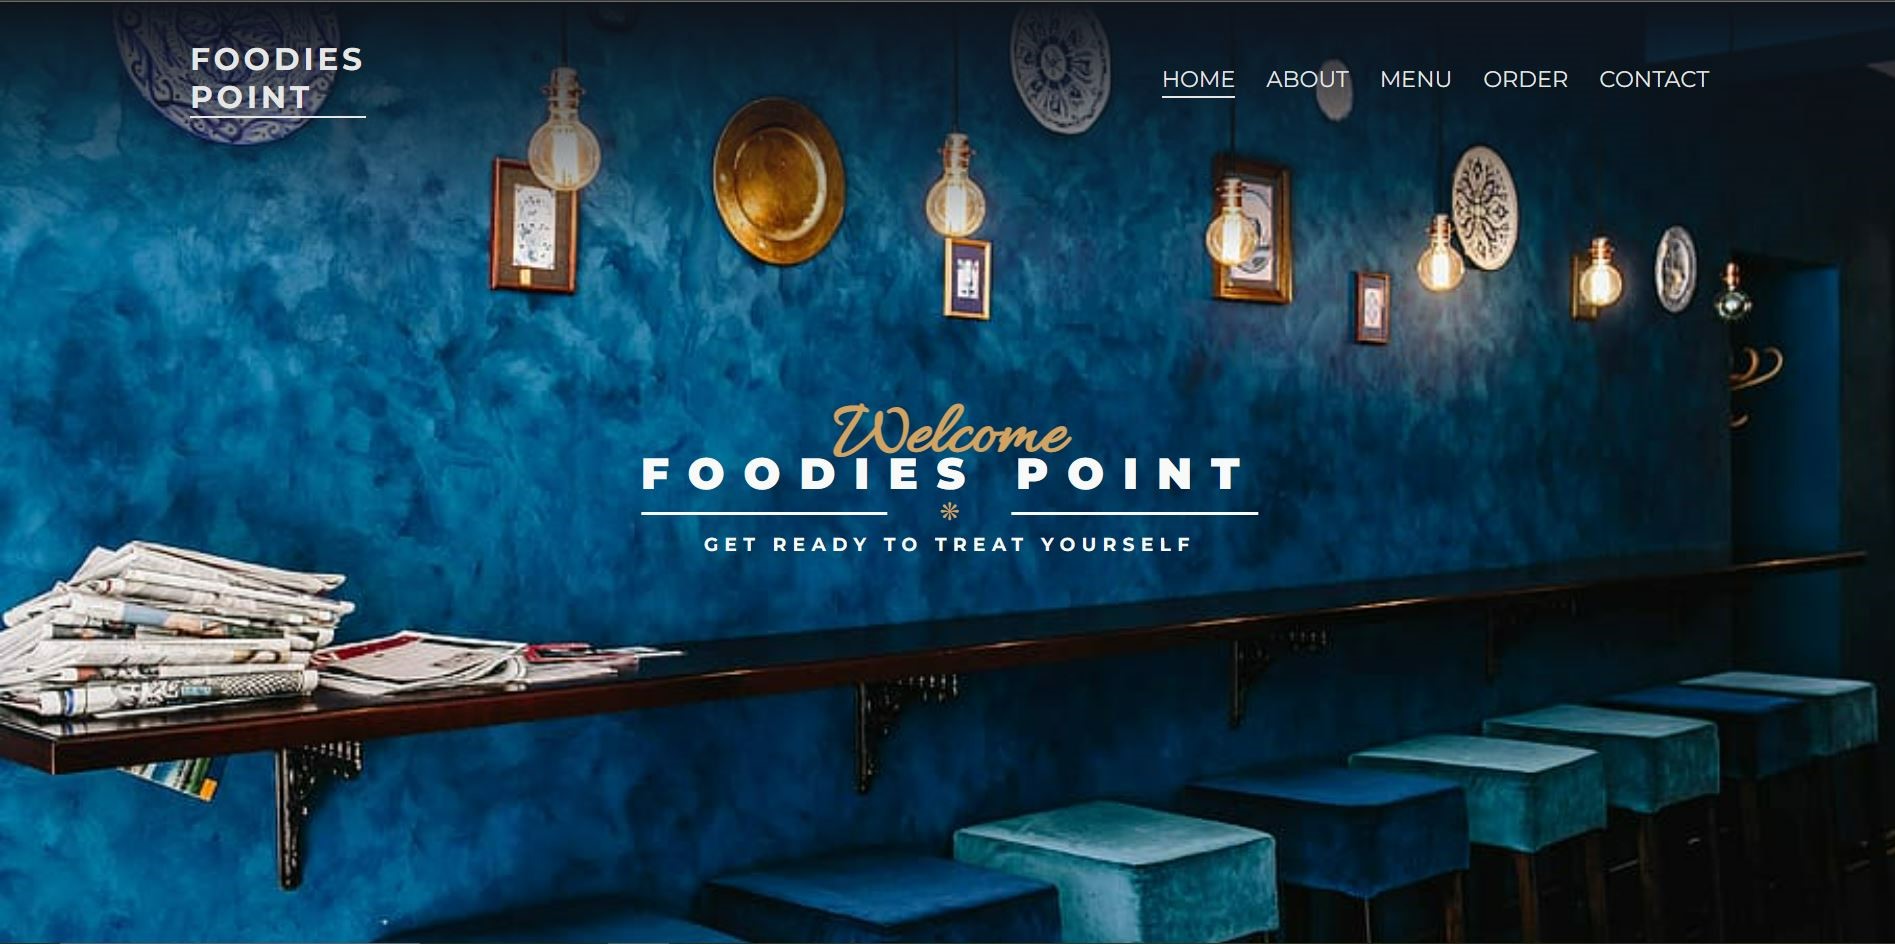 FOODIES
POINT
HOME ABOUT MENU ORDER CONTACT
Welcome
FOODIES POINT
GET READY TO TREAT YOURSELF